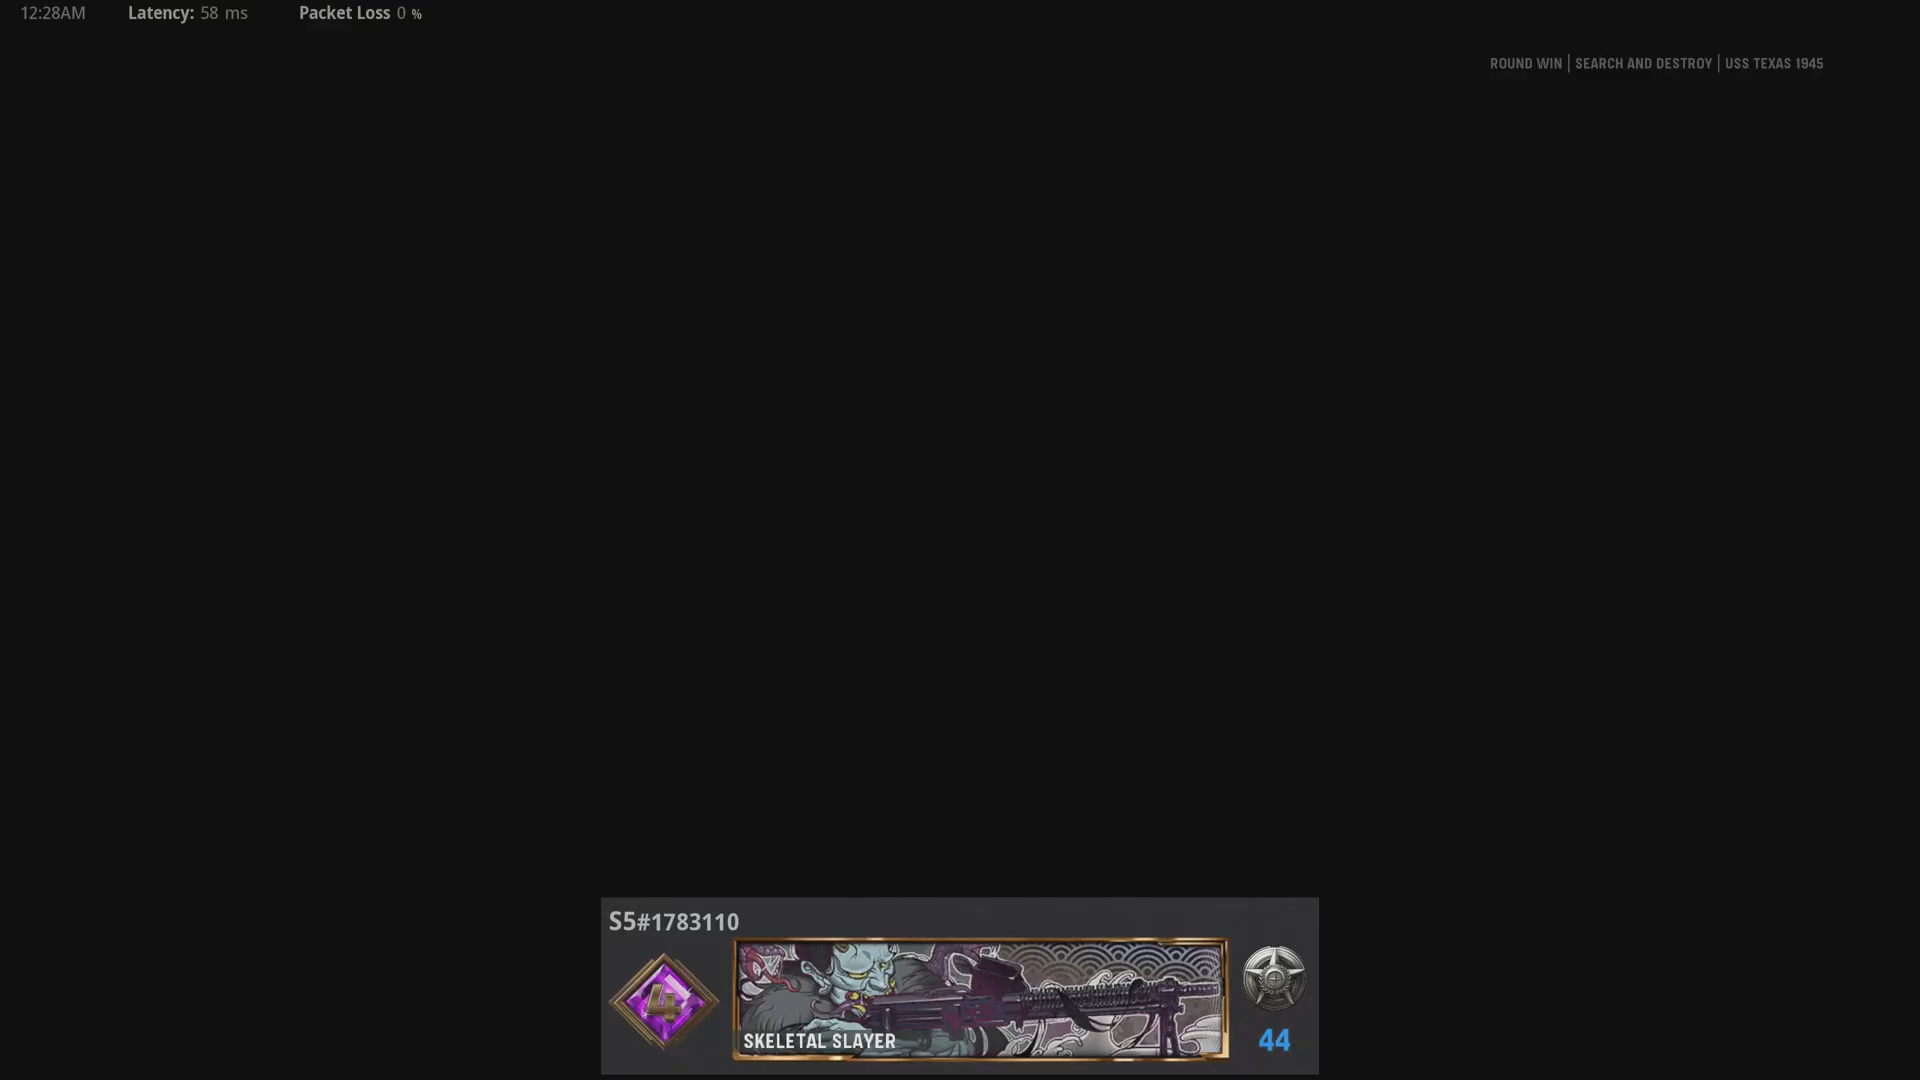 12:28AM Latency: 58 ms Packet Loss 0 %
ROUND WIN | SEARCH AND DESTROY | USS TEXAS 1945
S5#1783110
4
SKELETAL SLAYER
44